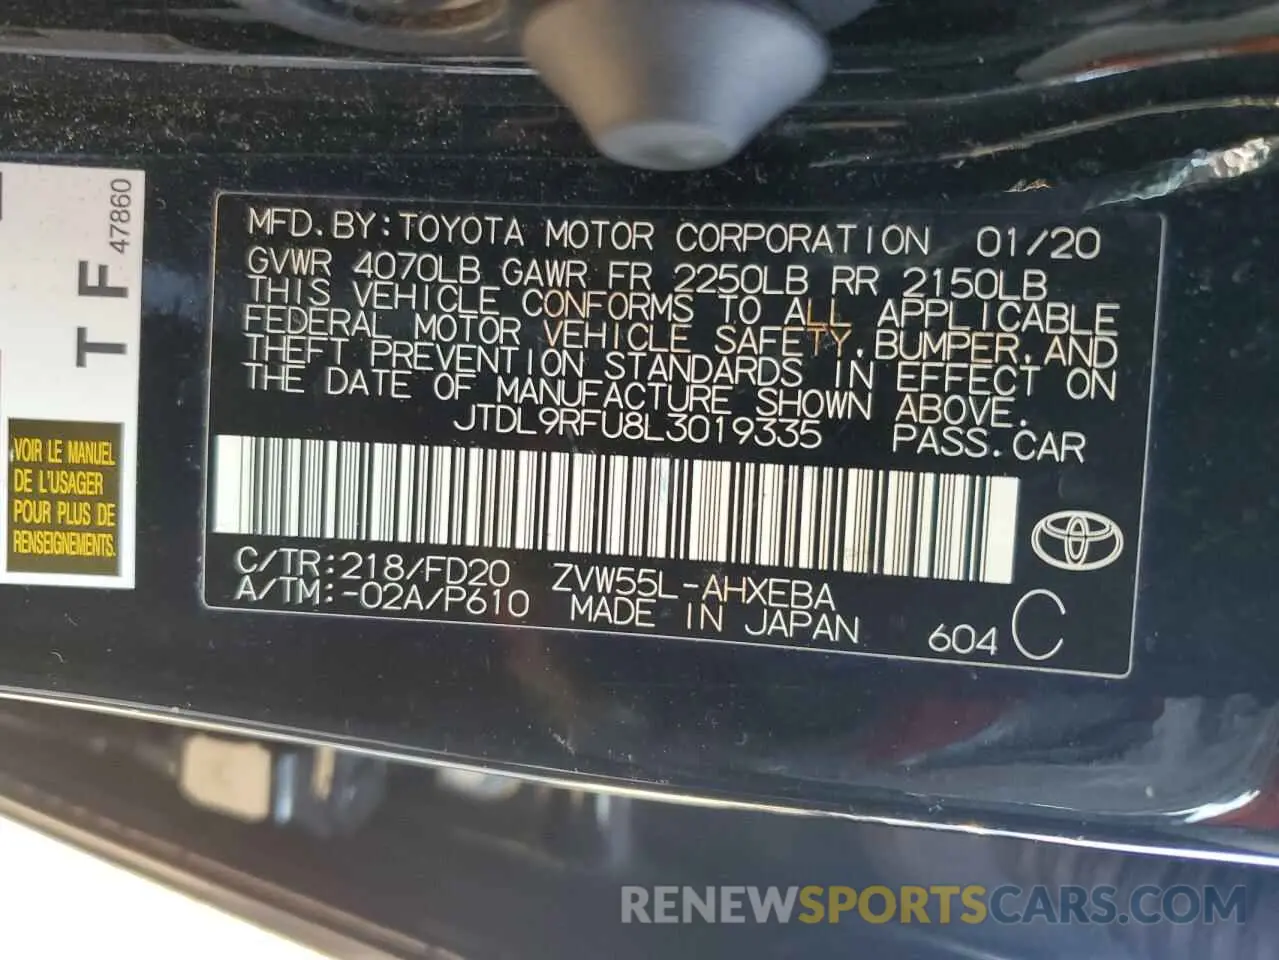 MFD. BY: TOYOTA MOTOR CORPORATION 01/20
GVWR 4070LB GAWR FR 2250LB RR 2150LB
THIS VEHICLE CONFORMS TO ALL APPLICABLE
FEDERAL MOTOR VEHICLE SAFETY, BUMPER, AND
THEFT PREVENTION STANDARDS IN EFFECT ON
THE DATE OF MANUFACTURE SHOWN ABOVE.
JTDL9RFU8L3019335 PASS. CAR
C/TR:218/FD20 ZVW55L-AHXEBA
A/TM:-02A/P610 MADE IN JAPAN 604 C
47860
T F
VOIR LE MANUEL
DE L'USAGER
POUR PLUS DE
RENSEIGNEMENTS.
RENEWSPORTSCARS.COM